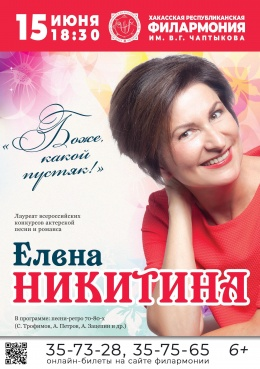 15 ИЮНЯ
18:30
ХАКАССКАЯ РЕСПУБЛИКАНСКАЯ
ФИЛАРМОНИЯ
ИМ. В.Г. ЧАПТЫКОВА
«Боже,
какой
пустяк!»
Лауреат всероссийских
конкурсов актерской
песни и романса
Елена
НИКИТИНА
В программе: песни-ретро 70-80-х
(С. Трофимов, А. Петров, А. Зацепин и др.)
35-73-28, 35-75-65 6+
онлайн-билеты на сайте филармонии